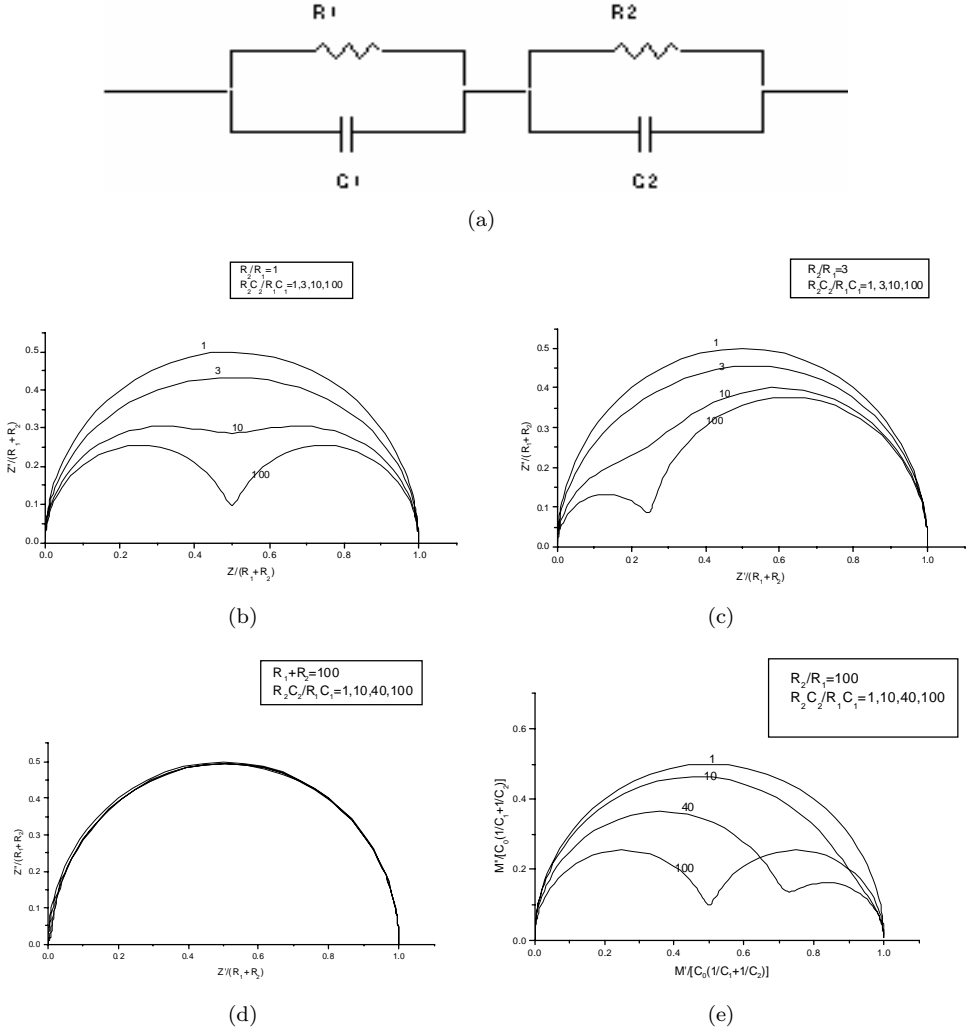 R1 R2
C1 C2
(a)
R₂/R₁=1
R₂C₂/R₁C₁=1,3,10,100
Z''/(R₁+R₂)
0.5
0.4
0.3
0.2
0.1
0.0
1
3
10
100
0.0 0.2 0.4 0.6 0.8 1.0
Z/(R₁+R₂)
(b)
R₂/R₁=3
R₂C₂/R₁C₁=1, 3,10,100
Z''/(R₁+R₂)
0.5
0.4
0.3
0.2
0.1
0.0
1
3
10
100
0.0 0.2 0.4 0.6 0.8 1.0
Z'/(R₁+R₂)
(c)
R₁+R₂=100
R₂C₂/R₁C₁=1,10,40,100
Z''/(R₁+R₂)
0.5
0.4
0.3
0.2
0.1
0.0
0.0 0.2 0.4 0.6 0.8 1.0
Z'/(R₁+R₂)
(d)
R₂/R₁=100
R₂C₂/R₁C₁=1,10,40,100
M''/[C₀(1/C₁+1/C₂)]
0.6
0.4
0.2
0.0
1
10
40
100
0.0 0.2 0.4 0.6 0.8 1.0
M'/[C₀(1/C₁+1/C₂)]
(e)